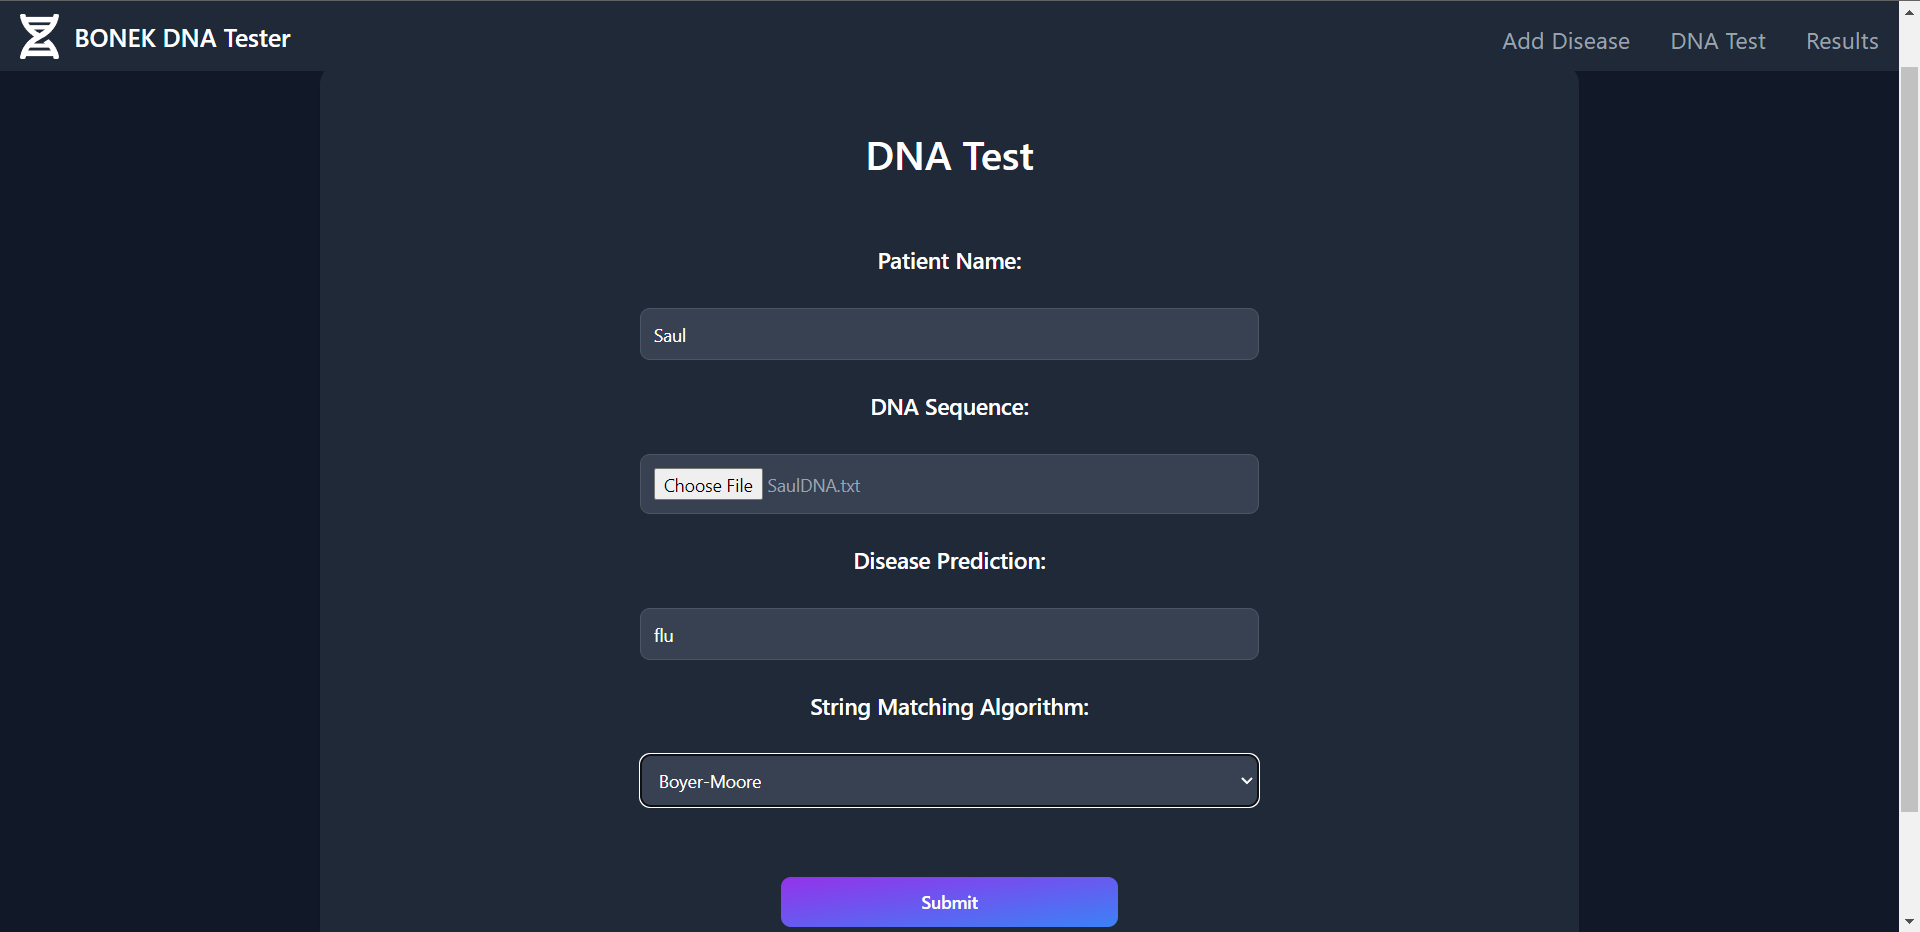 BONEK DNA Tester
Add Disease DNA Test Results
DNA Test
Patient Name:
Saul
DNA Sequence:
Choose File SaulDNA.txt
Disease Prediction:
flu
String Matching Algorithm:
Boyer-Moore
Submit